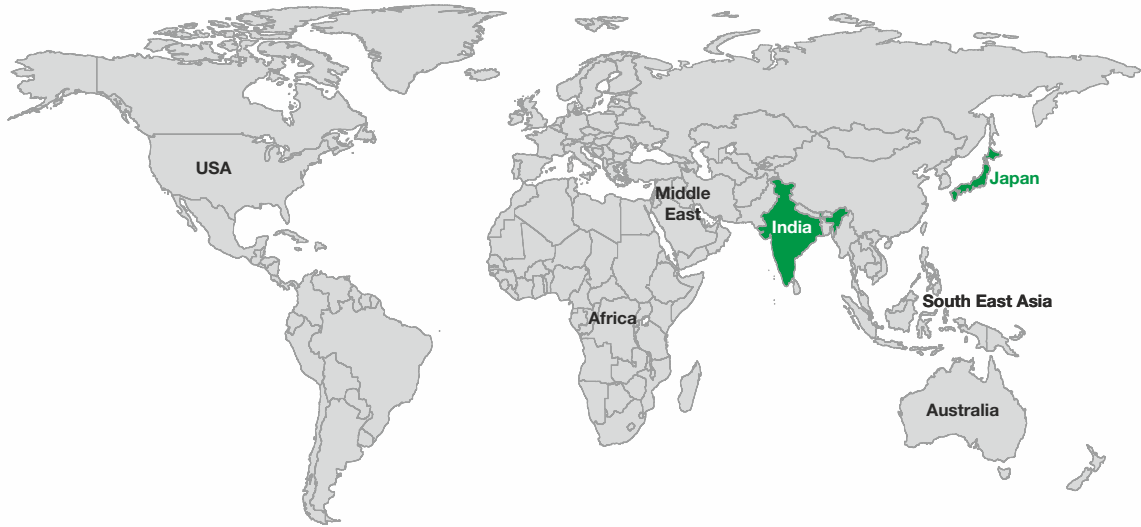 USA
Middle
East
Japan
India
South East Asia
Africa
Australia